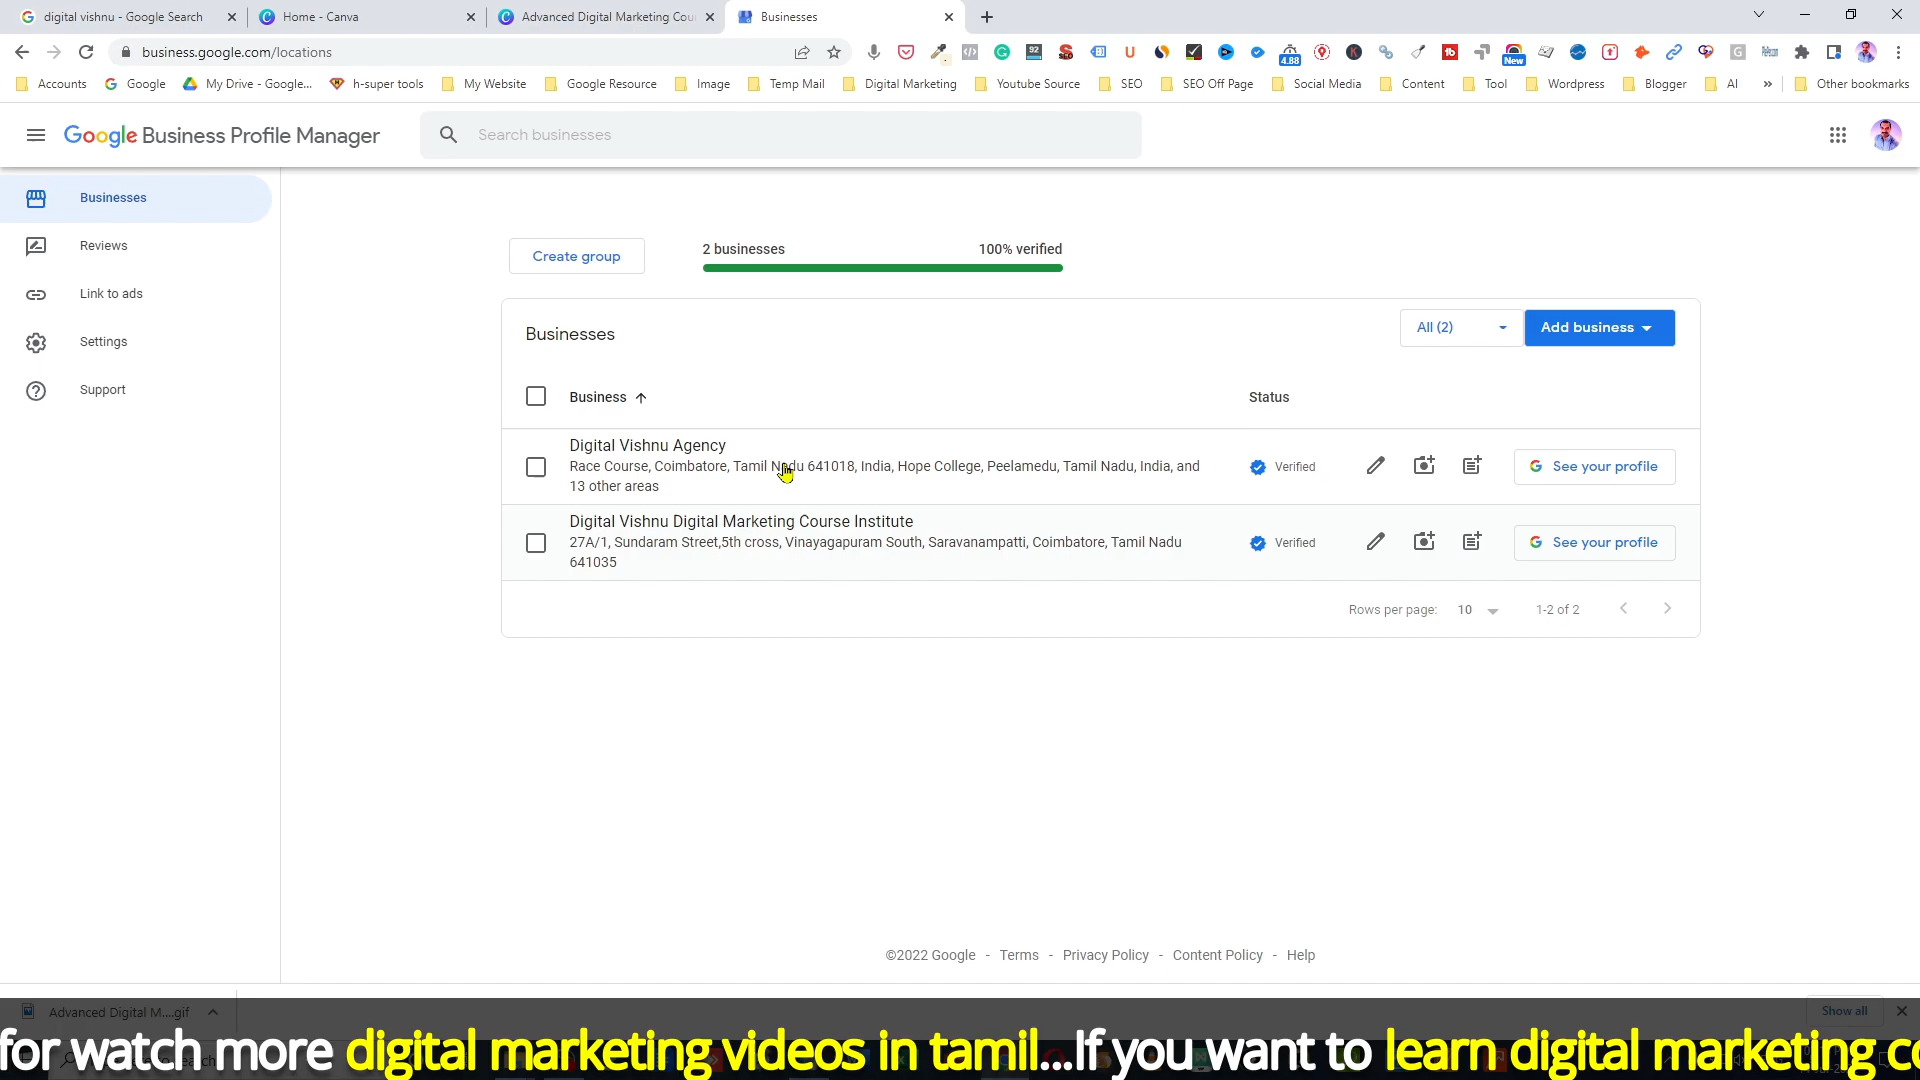 digital vishnu - Google Search
Home - Canva
Advanced Digital Marketing Cou
Businesses
business.google.com/locations
4.88
92
New
Accounts
Google
My Drive - Google...
h-super tools
My Website
Google Resource
Image
Temp Mail
Digital Marketing
Youtube Source
SEO
SEO Off Page
Social Media
Content
Tool
Wordpress
Blogger
AI
»
Other bookmarks
Google Business Profile Manager
Search businesses
Businesses
Reviews
Link to ads
Settings
Support
Create group
2 businesses
100% verified
Businesses
All (2)
Add business
Business
Status
Digital Vishnu Agency
Race Course, Coimbatore, Tamil Nadu 641018, India, Hope College, Peelamedu, Tamil Nadu, India, and
13 other areas
Verified
See your profile
Digital Vishnu Digital Marketing Course Institute
27A/1, Sundaram Street,5th cross, Vinayagapuram South, Saravanampatti, Coimbatore, Tamil Nadu
641035
Verified
See your profile
Rows per page:
10
1-2 of 2
©2022 Google - Terms - Privacy Policy - Content Policy - Help
Advanced Digital M....gif
Show all
for watch more digital marketing videos in tamil...If you want to learn digital marketing co